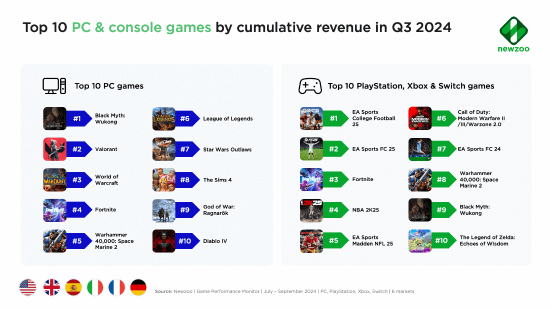 Top 10 PC & console games by cumulative revenue in Q3 2024
newzoo
Top 10 PC games
#1 Black Myth:
Wukong
#2 Valorant
#3 World of
Warcraft
#4 Fortnite
#5 Warhammer
40,000: Space
Marine 2
#6 League of Legends
#7 Star Wars Outlaws
#8 The Sims 4
#9 God of War:
Ragnarök
#10 Diablo IV
Top 10 PlayStation, Xbox & Switch games
#1 EA Sports
College Football
25
#2 EA Sports FC 25
#3 Fortnite
#4 NBA 2K25
#5 EA Sports
Madden NFL 25
#6 Call of Duty:
Modern Warfare II
/III/Warzone 2.0
#7 EA Sports FC 24
#8 Warhammer
40,000: Space
Marine 2
#9 Black Myth:
Wukong
#10 The Legend of Zelda:
Echoes of Wisdom
Source: Newzoo | Game Performance Monitor | July – September 2024 | PC, PlayStation, Xbox, Switch | 6 markets